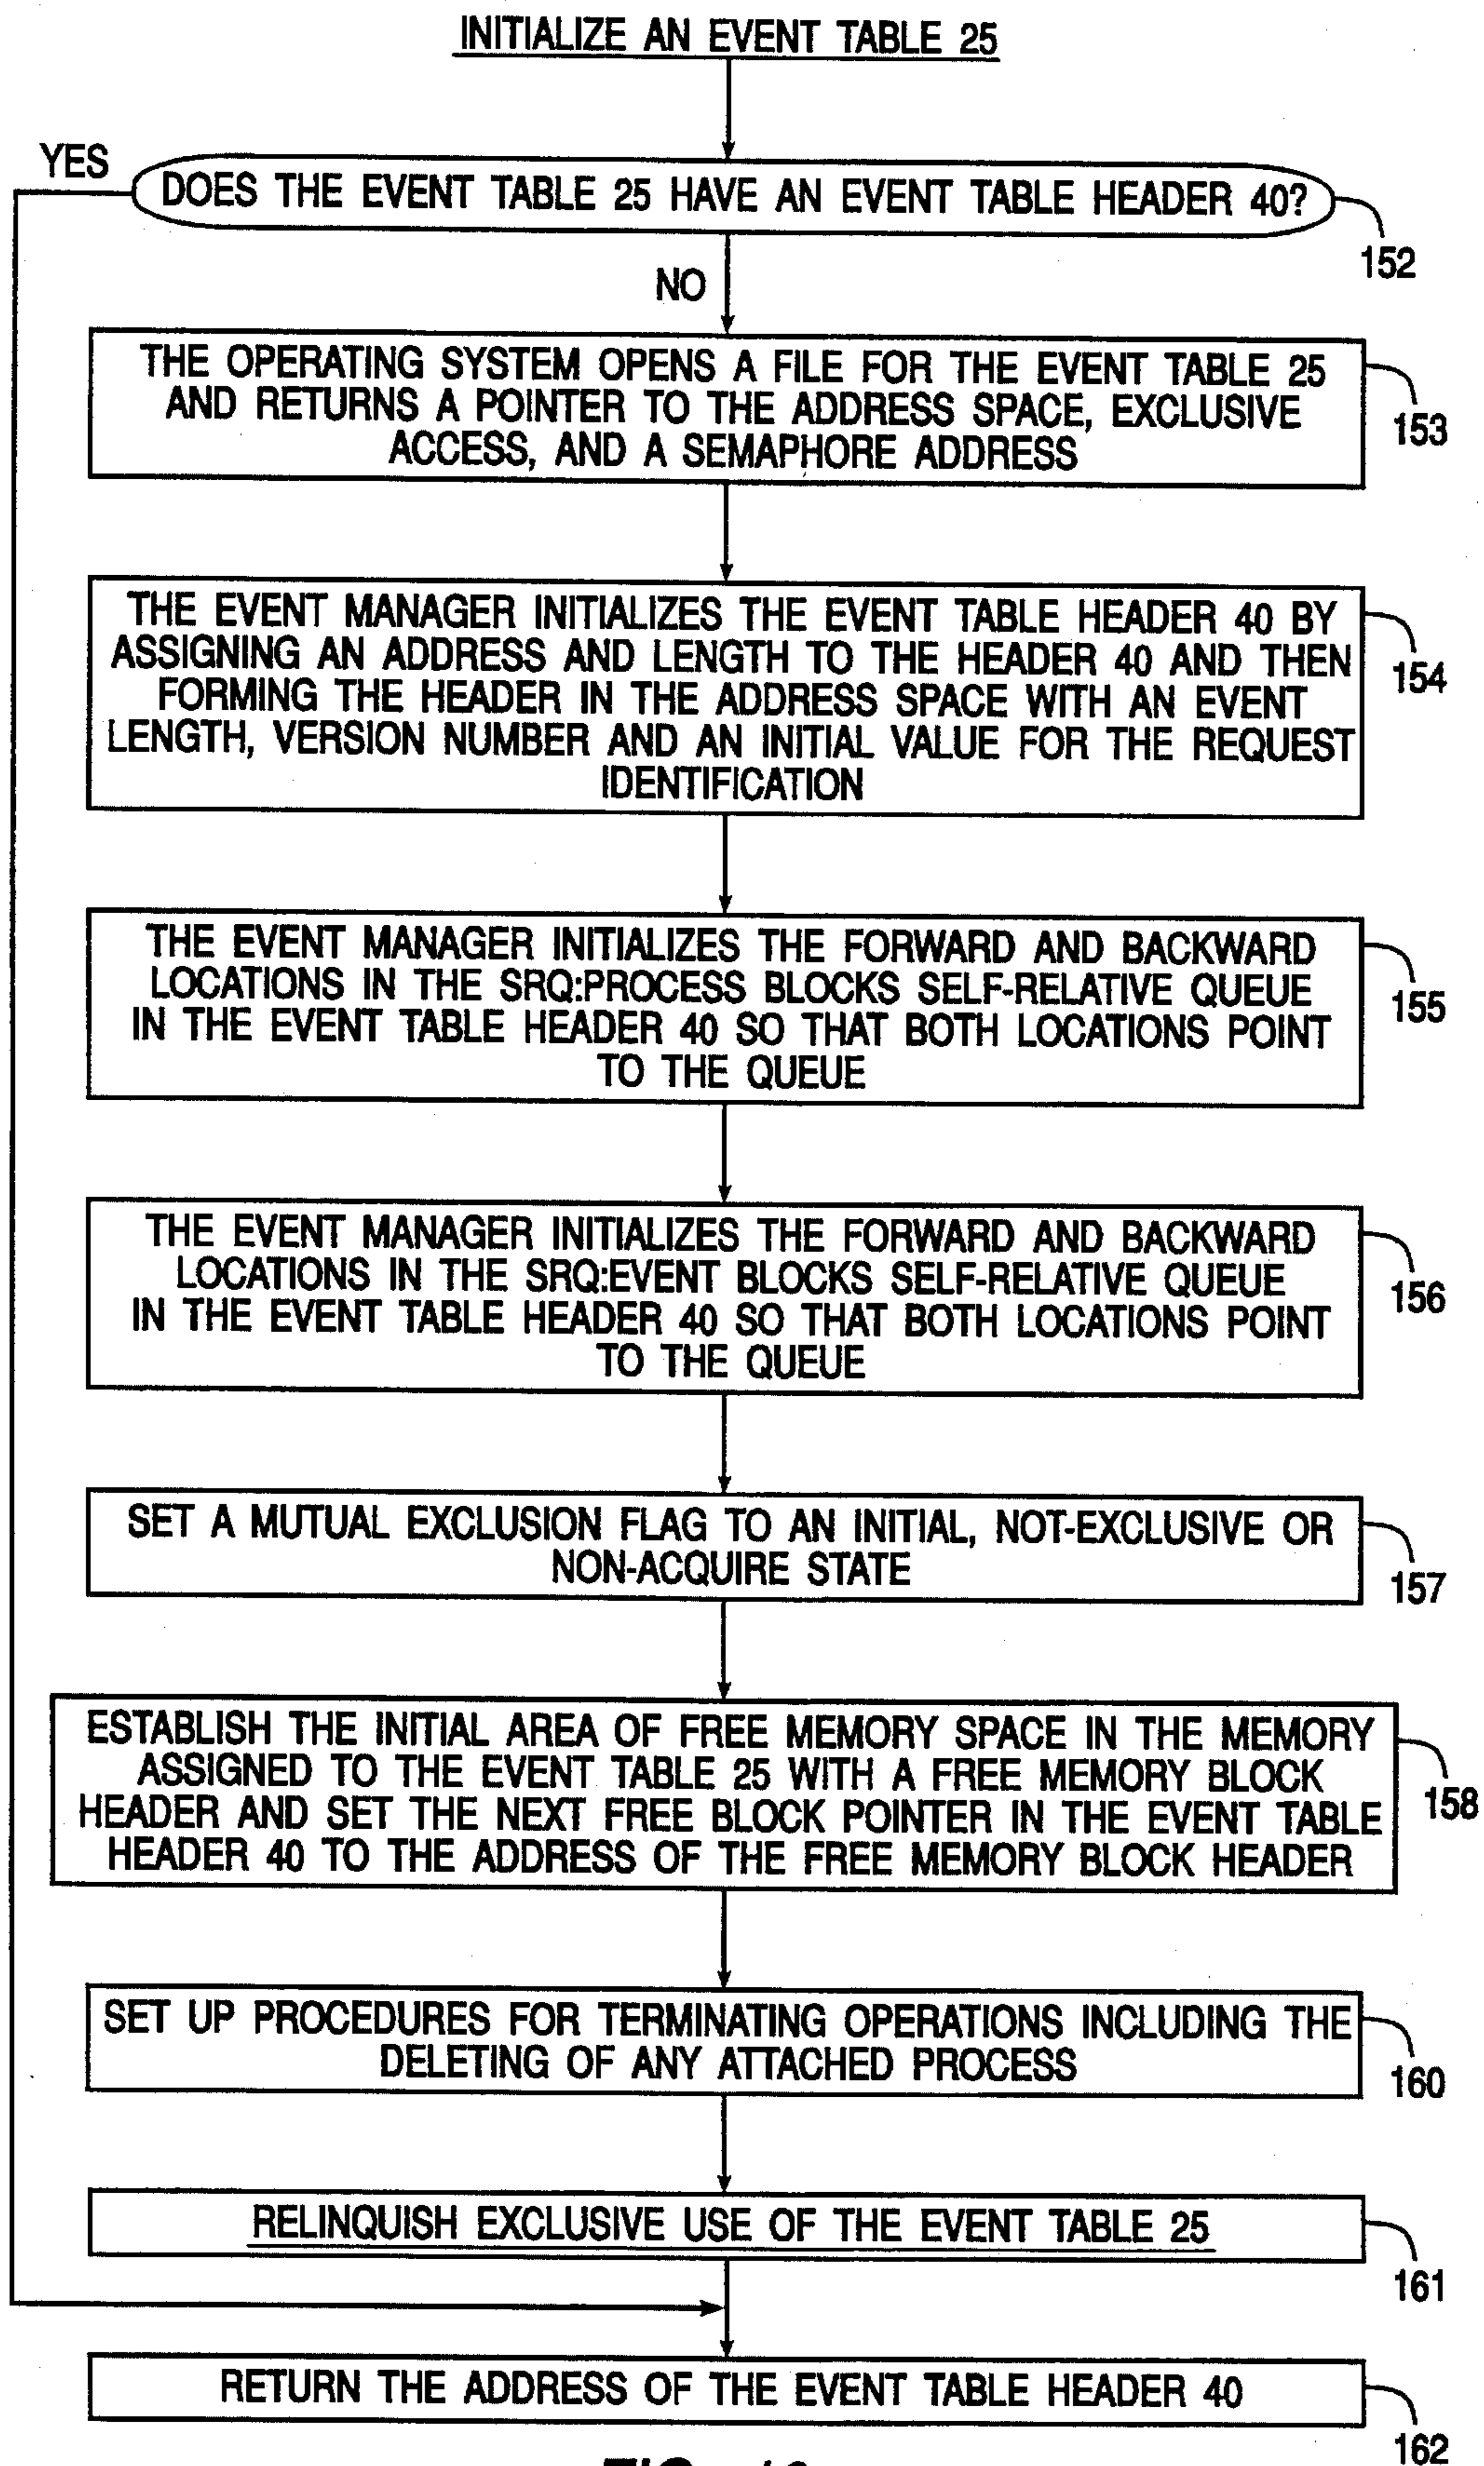 INITIALIZE AN EVENT TABLE 25
YES
DOES THE EVENT TABLE 25 HAVE AN EVENT TABLE HEADER 40?
152
NO
THE OPERATING SYSTEM OPENS A FILE FOR THE EVENT TABLE 25
AND RETURNS A POINTER TO THE ADDRESS SPACE, EXCLUSIVE
ACCESS, AND A SEMAPHORE ADDRESS
153
THE EVENT MANAGER INITIALIZES THE EVENT TABLE HEADER 40 BY
ASSIGNING AN ADDRESS AND LENGTH TO THE HEADER 40 AND THEN
FORMING THE HEADER IN THE ADDRESS SPACE WITH AN EVENT
LENGTH, VERSION NUMBER AND AN INITIAL VALUE FOR THE REQUEST
IDENTIFICATION
154
THE EVENT MANAGER INITIALIZES THE FORWARD AND BACKWARD
LOCATIONS IN THE SRQ:PROCESS BLOCKS SELF-RELATIVE QUEUE
IN THE EVENT TABLE HEADER 40 SO THAT BOTH LOCATIONS POINT
TO THE QUEUE
155
THE EVENT MANAGER INITIALIZES THE FORWARD AND BACKWARD
LOCATIONS IN THE SRQ:EVENT BLOCKS SELF-RELATIVE QUEUE
IN THE EVENT TABLE HEADER 40 SO THAT BOTH LOCATIONS POINT
TO THE QUEUE
156
SET A MUTUAL EXCLUSION FLAG TO AN INITIAL, NOT-EXCLUSIVE OR
NON-ACQUIRE STATE
157
ESTABLISH THE INITIAL AREA OF FREE MEMORY SPACE IN THE MEMORY
ASSIGNED TO THE EVENT TABLE 25 WITH A FREE MEMORY BLOCK
HEADER AND SET THE NEXT FREE BLOCK POINTER IN THE EVENT TABLE
HEADER 40 TO THE ADDRESS OF THE FREE MEMORY BLOCK HEADER
158
SET UP PROCEDURES FOR TERMINATING OPERATIONS INCLUDING THE
DELETING OF ANY ATTACHED PROCESS
160
RELINQUISH EXCLUSIVE USE OF THE EVENT TABLE 25
161
RETURN THE ADDRESS OF THE EVENT TABLE HEADER 40
162